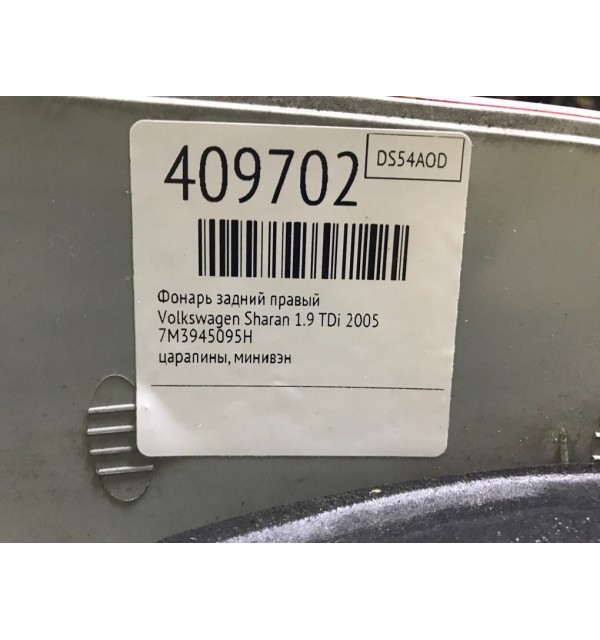 409702
DS54AOD
Фонарь задний правый
Volkswagen Sharan 1.9 TDi 2005
7M3945095H
царапины, минивэн